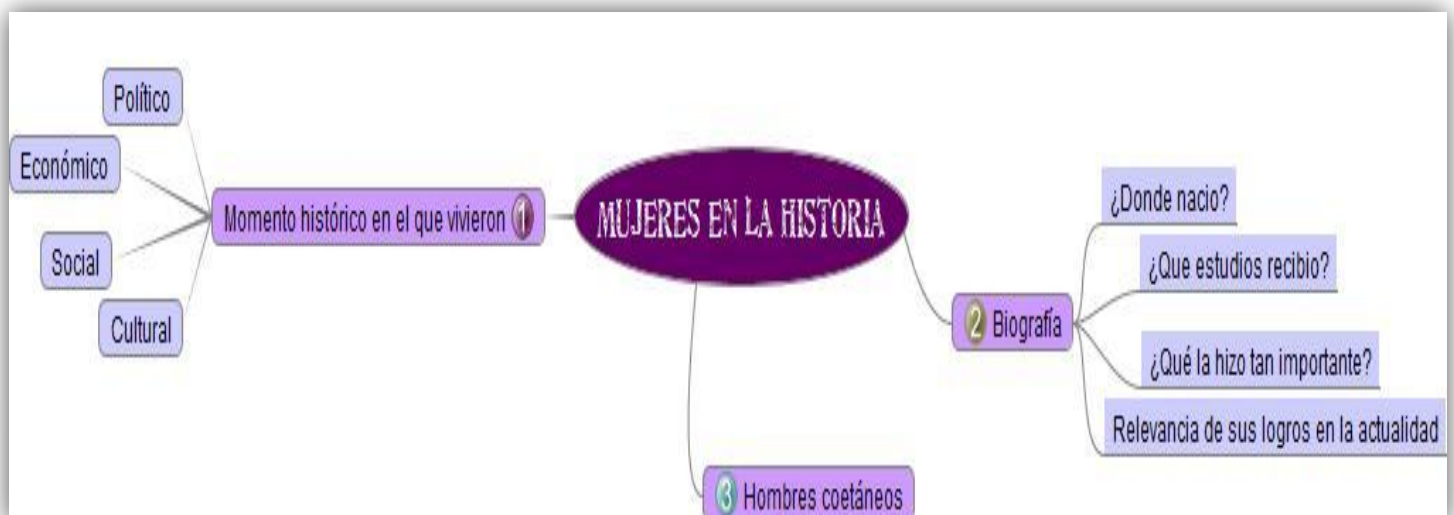 MUJERES EN LA HISTORIA
Momento histórico en el que vivieron 1
Político
Económico
Social
Cultural
2 Biografía
¿Donde nacio?
¿Que estudios recibio?
¿Qué la hizo tan importante?
Relevancia de sus logros en la actualidad
3 Hombres coetáneos